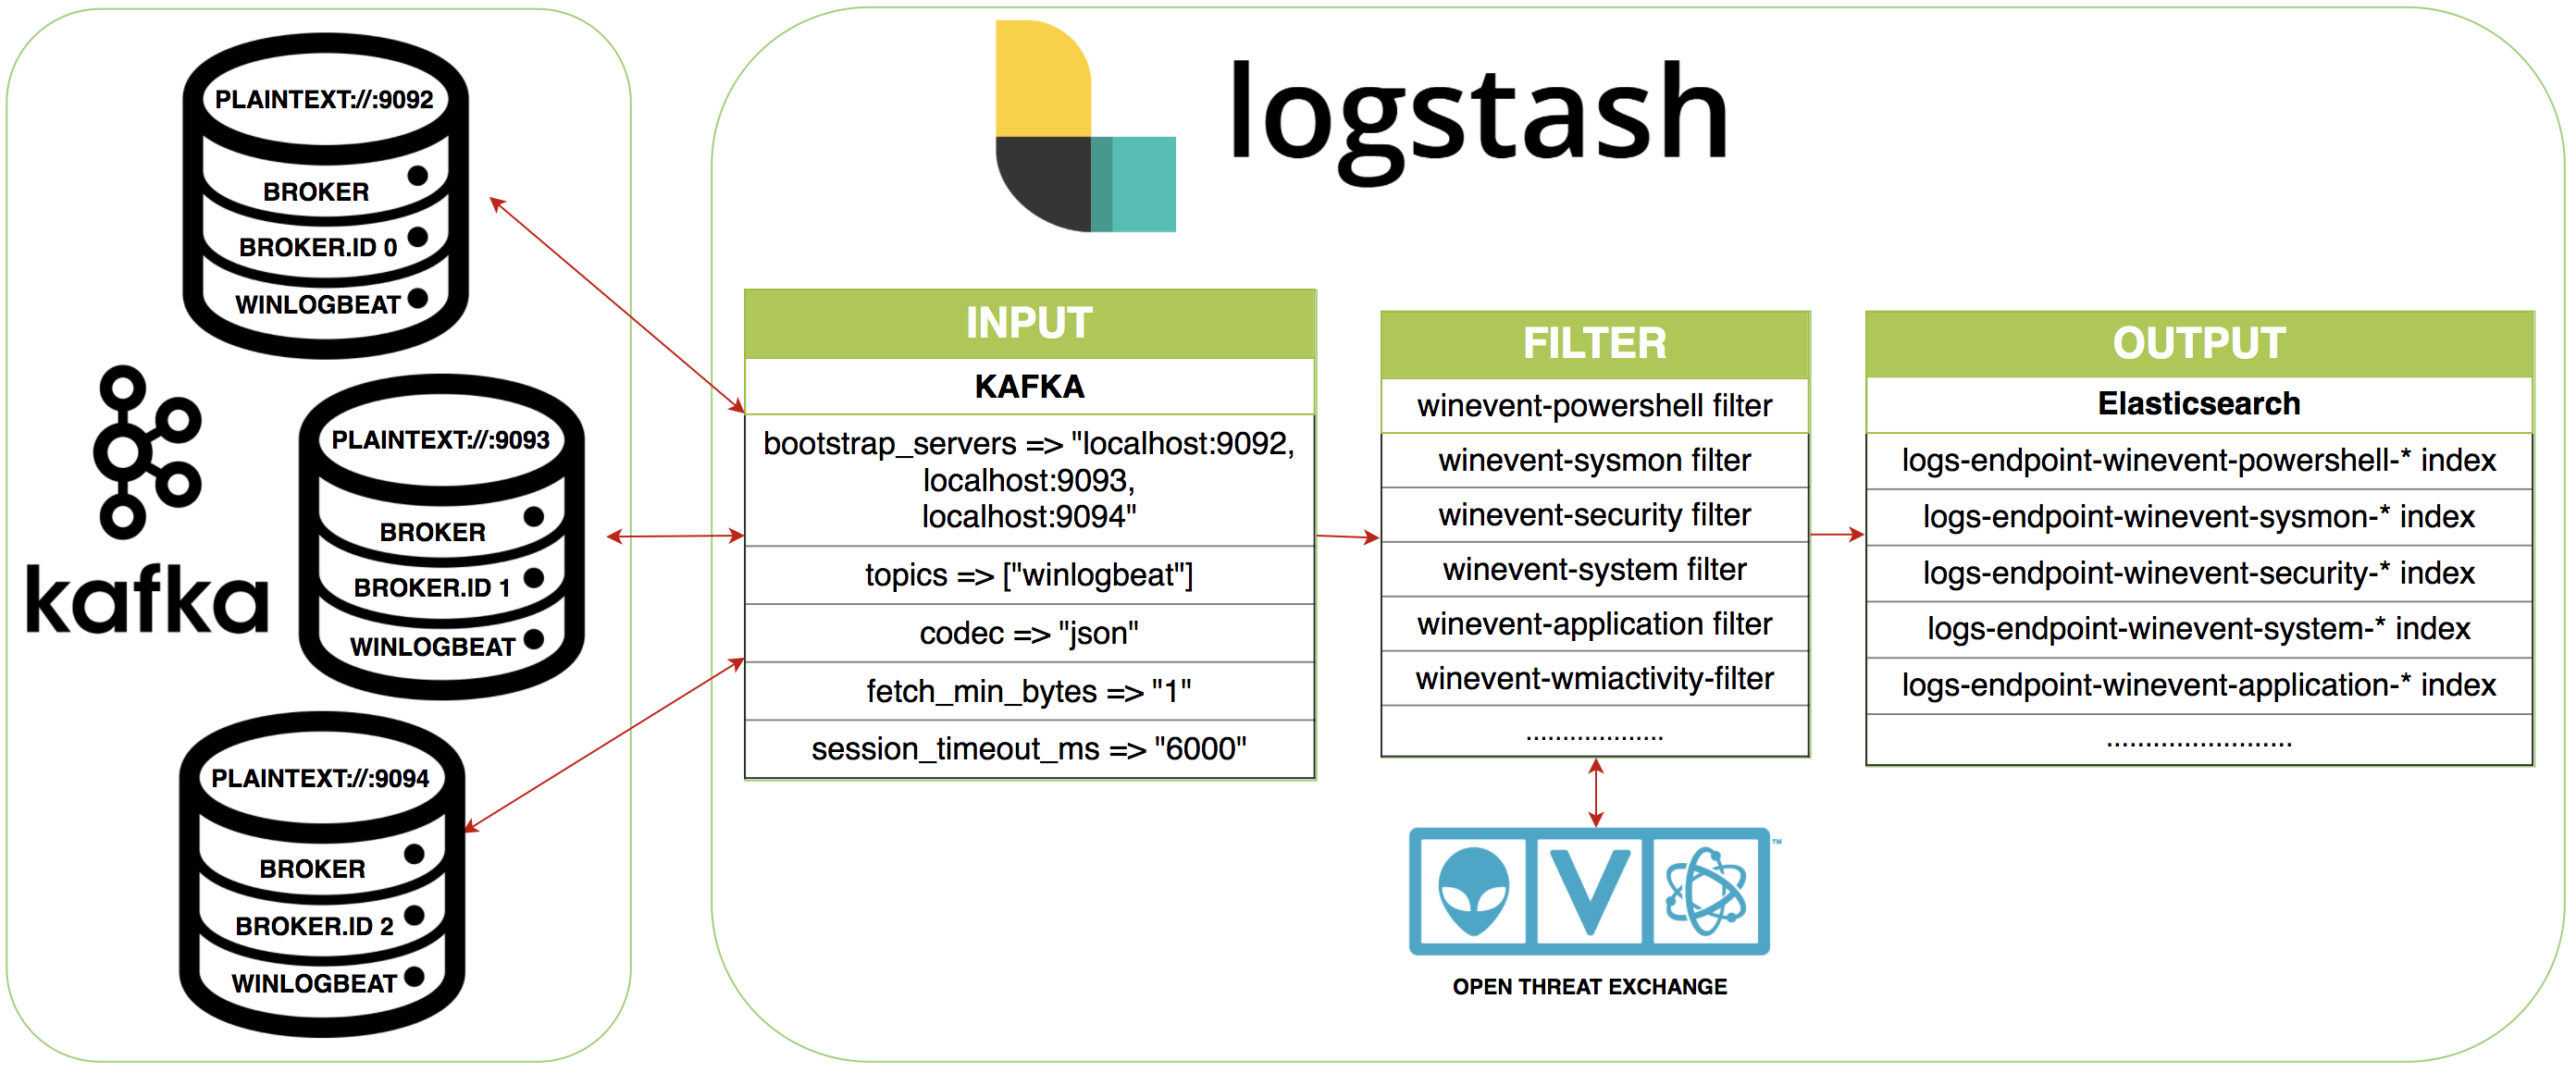 PLAINTEXT://:9092
BROKER
BROKER.ID 0
WINLOGBEAT
kafka
PLAINTEXT://:9093
BROKER
BROKER.ID 1
WINLOGBEAT
PLAINTEXT://:9094
BROKER
BROKER.ID 2
WINLOGBEAT
logstash
INPUT
KAFKA
bootstrap_servers => "localhost:9092,
localhost:9093,
localhost:9094"
topics => ["winlogbeat"]
codec => "json"
fetch_min_bytes => "1"
session_timeout_ms => "6000"
FILTER
winevent-powershell filter
winevent-sysmon filter
winevent-security filter
winevent-system filter
winevent-application filter
winevent-wmiactivity-filter
...................
OUTPUT
Elasticsearch
logs-endpoint-winevent-powershell-* index
logs-endpoint-winevent-sysmon-* index
logs-endpoint-winevent-security-* index
logs-endpoint-winevent-system-* index
logs-endpoint-winevent-application-* index
........................
V ™
OPEN THREAT EXCHANGE